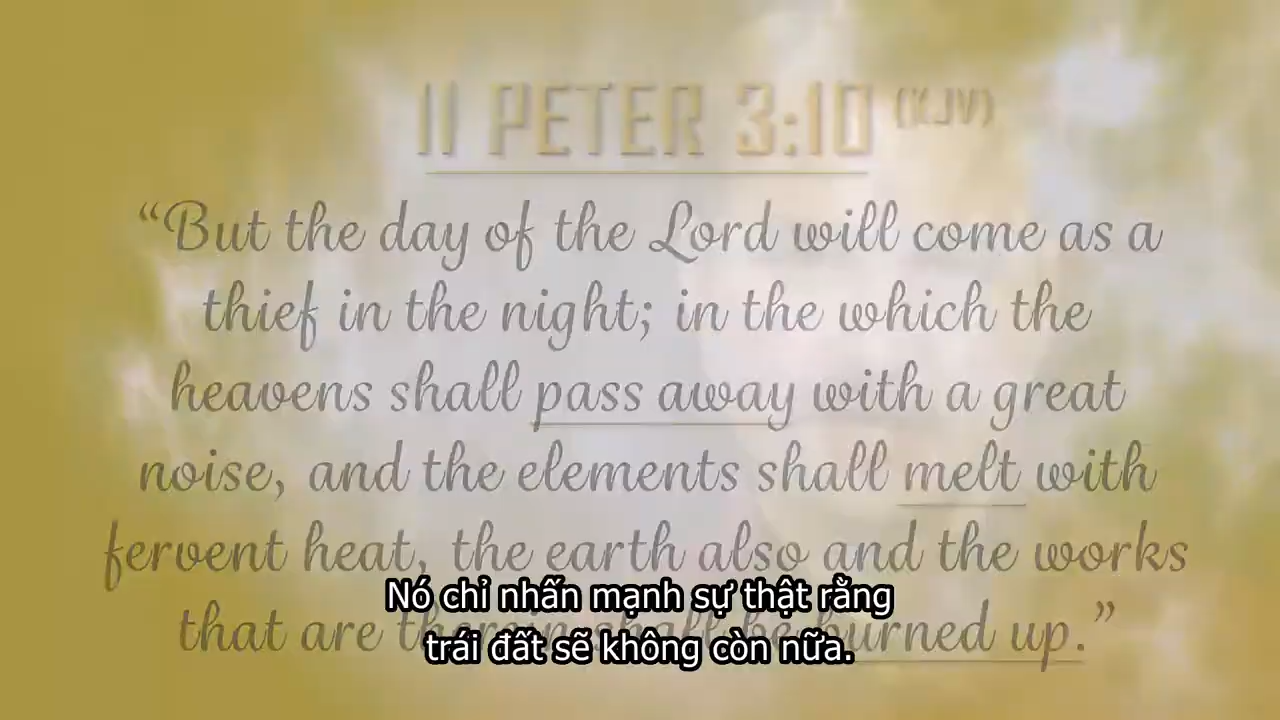 II PETER 3:10 (KJV)
“But the day of the Lord will come as a
thief in the night; in the which the
heavens shall pass away with a great
noise, and the elements shall melt with
fervent heat, the earth also and the works
that are therein shall be burned up.”
Nó chỉ nhấn mạnh sự thật rằng
trái đất sẽ không còn nữa.